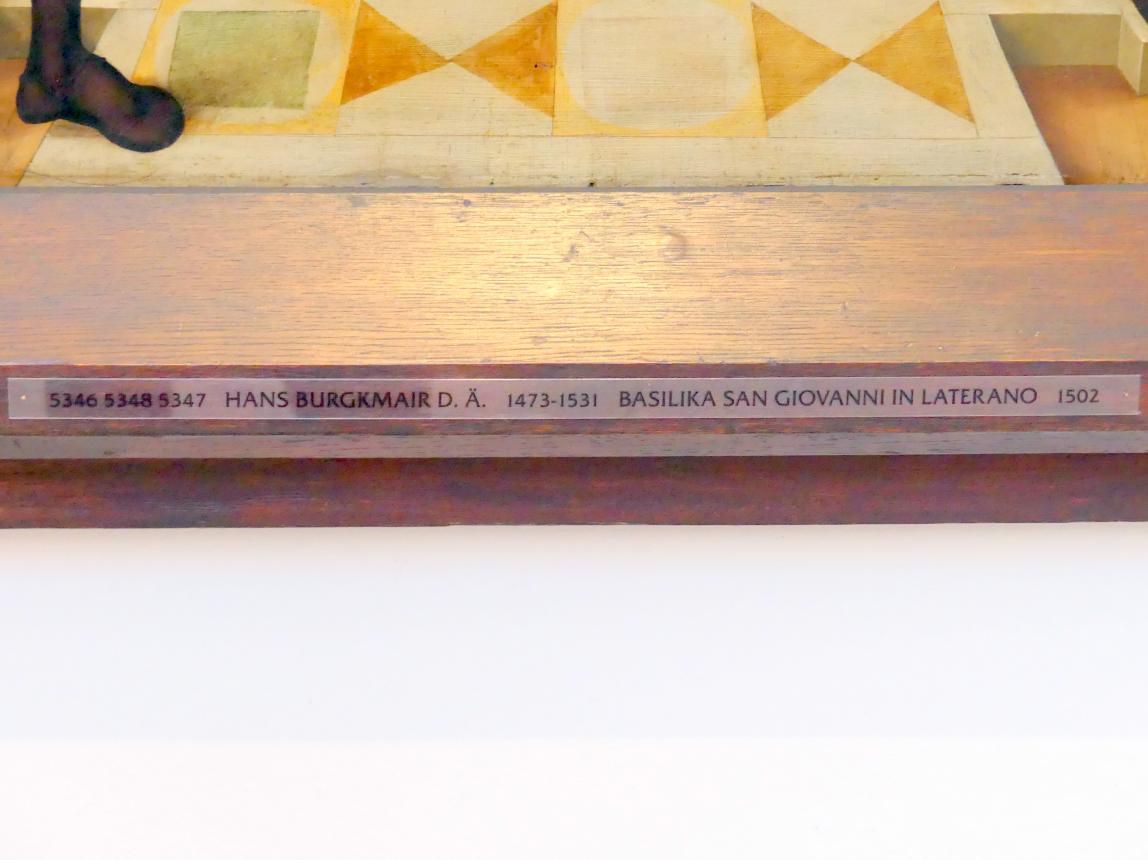 5346 5348 5347 HANS BURGKMAIR D. Ä. 1473-1531 BASILIKA SAN GIOVANNI IN LATERANO 1502